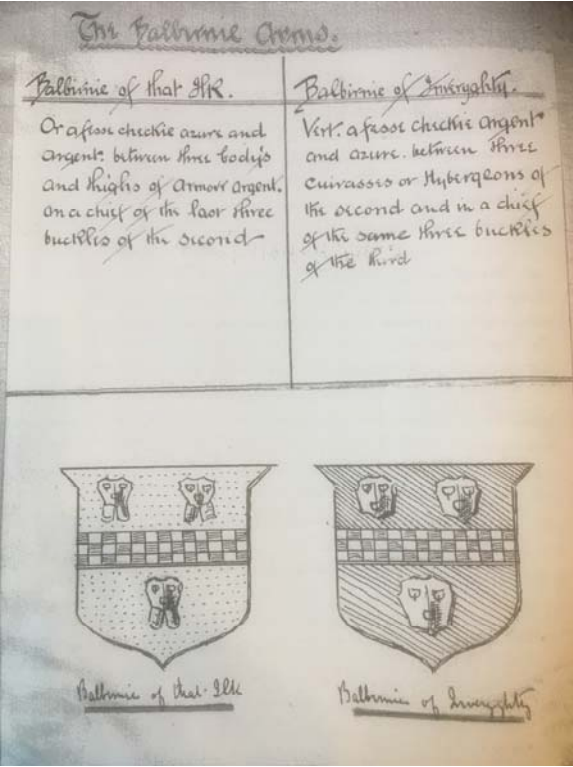 The Balbirnie Arms.
Balbirnie of that Ilk.
Or a fesse checkie azure and
argent. between three body's
and thighs of Armour argent.
on a chief of the last three
buckles of the second
Balbirnie of Inveryghty.
Vert. a fesse checkie argent
and azure. between three
cuirasses or Hybergeons of
the second and in a chief
of the same three buckles
of the third
Balbirnie of that Ilk
Balbirnie of Inveryghty